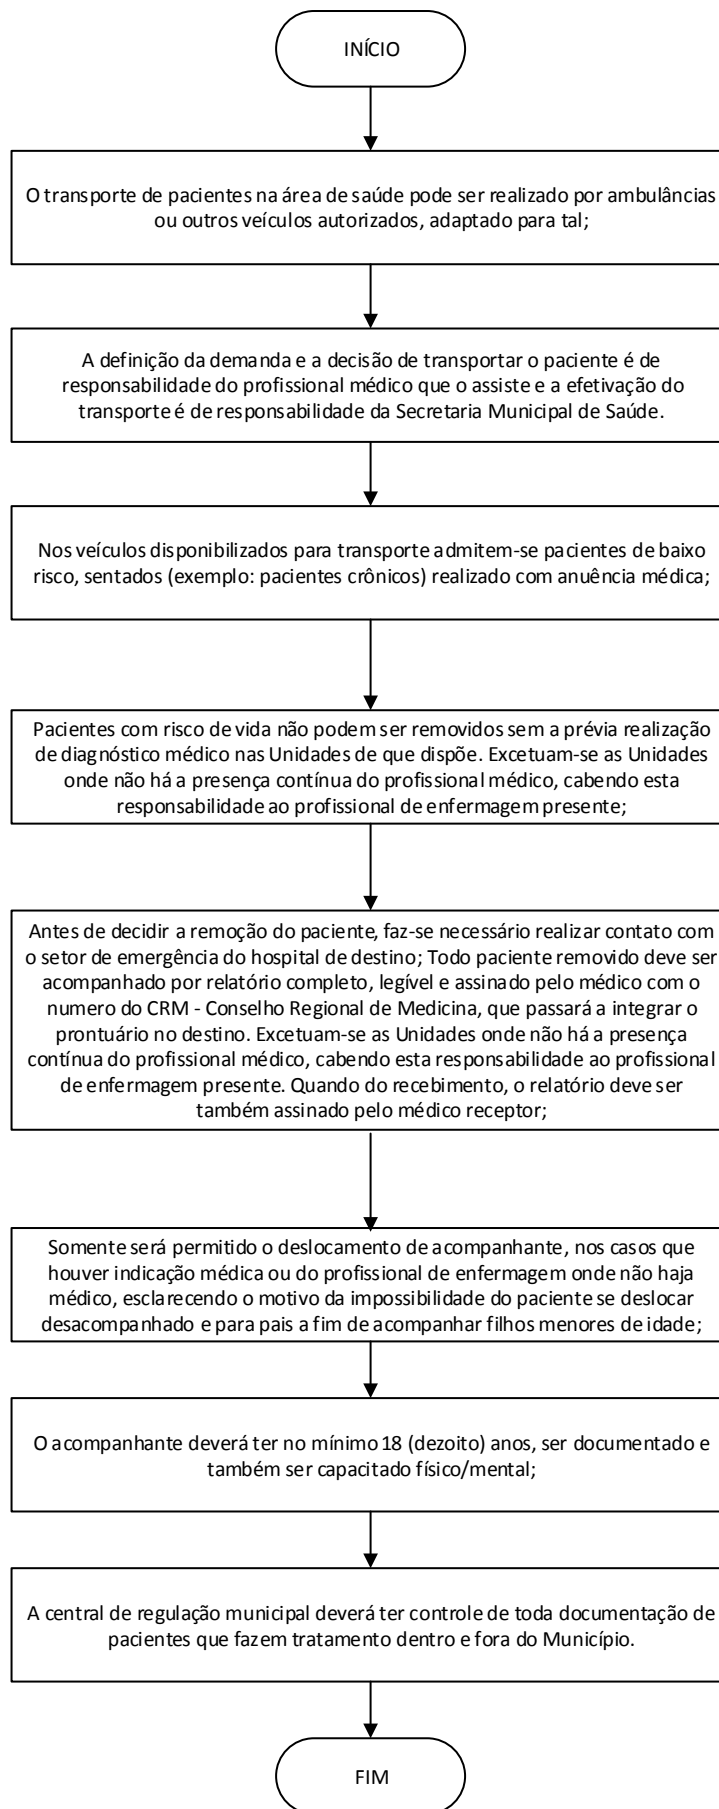 INÍCIO
O transporte de pacientes na área de saúde pode ser realizado por ambulâncias
ou outros veículos autorizados, adaptado para tal;
A definição da demanda e a decisão de transportar o paciente é de
responsabilidade do profissional médico que o assiste e a efetivação do
transporte é de responsabilidade da Secretaria Municipal de Saúde.
Nos veículos disponibilizados para transporte admitem-se pacientes de baixo
risco, sentados (exemplo: pacientes crônicos) realizado com anuência médica;
Pacientes com risco de vida não podem ser removidos sem a prévia realização
de diagnóstico médico nas Unidades de que dispõe. Excetuam-se as Unidades
onde não há a presença contínua do profissional médico, cabendo esta
responsabilidade ao profissional de enfermagem presente;
Antes de decidir a remoção do paciente, faz-se necessário realizar contato com
o setor de emergência do hospital de destino; Todo paciente removido deve ser
acompanhado por relatório completo, legível e assinado pelo médico com o
numero do CRM - Conselho Regional de Medicina, que passará a integrar o
prontuário no destino. Excetuam-se as Unidades onde não há a presença
contínua do profissional médico, cabendo esta responsabilidade ao profissional
de enfermagem presente. Quando do recebimento, o relatório deve ser
também assinado pelo médico receptor;
Somente será permitido o deslocamento de acompanhante, nos casos que
houver indicação médica ou do profissional de enfermagem onde não haja
médico, esclarecendo o motivo da impossibilidade do paciente se deslocar
desacompanhado e para pais a fim de acompanhar filhos menores de idade;
O acompanhante deverá ter no mínimo 18 (dezoito) anos, ser documentado e
também ser capacitado físico/mental;
A central de regulação municipal deverá ter controle de toda documentação de
pacientes que fazem tratamento dentro e fora do Município.
FIM